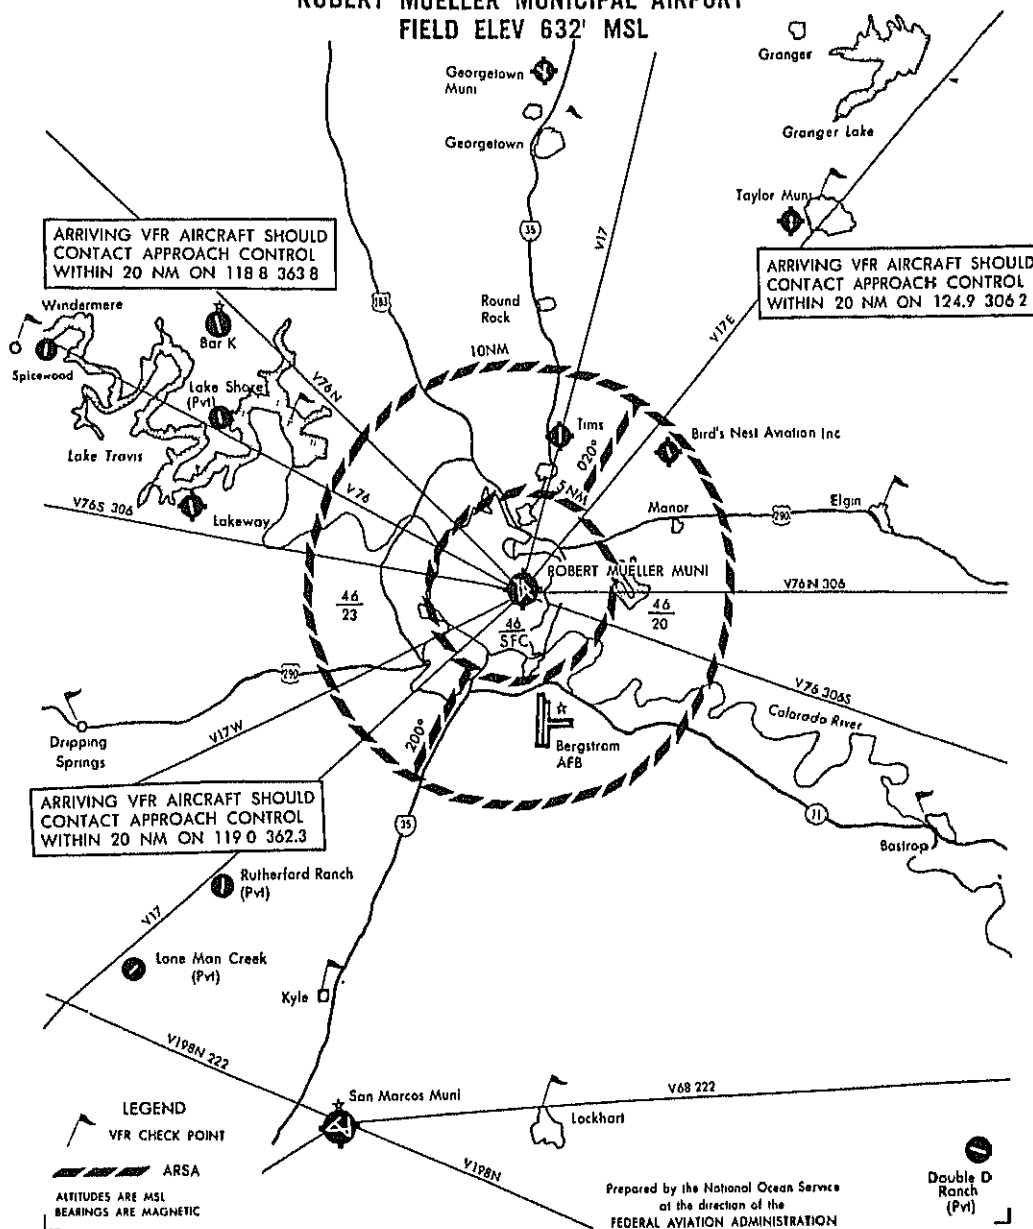 ROBERT MUELLER MUNICIPAL AIRPORT
FIELD ELEV 632' MSL
Granger
Georgetown
Muni
Granger Lake
Georgetown
Taylor Muni
ARRIVING VFR AIRCRAFT SHOULD
CONTACT APPROACH CONTROL
WITHIN 20 NM ON 118 8 363 8
35
V17
ARRIVING VFR AIRCRAFT SHOULD
CONTACT APPROACH CONTROL
WITHIN 20 NM ON 124.9 306 2
Windermere
183
Round
Rock
Bar K
V17E
10NM
Spicewood
V76N
Lake Shore
(Pvt)
Tims
Bird's Nest Aviation Inc
Lake Travis
020°
V76
5NM
Elgin
V76S 306
Lakeway
Manor
290
ROBERT MUELLER MUNI
V76N 306
46
23
46
SFC
46
20
290
V76 306S
Colorado River
V17W
200°
Dripping
Springs
Bergstrom
AFB
ARRIVING VFR AIRCRAFT SHOULD
CONTACT APPROACH CONTROL
WITHIN 20 NM ON 119 0 362.3
35
71
Bastrop
Rutherford Ranch
(Pvt)
V17
Lone Man Creek
(Pvt)
Kyle
V198N 222
San Marcos Muni
V68 222
Lockhart
LEGEND
VFR CHECK POINT
ARSA
V198N
ALTITUDES ARE MSL
BEARINGS ARE MAGNETIC
Double D
Ranch
(Pvt)
Prepared by the National Ocean Service
at the direction of the
FEDERAL AVIATION ADMINISTRATION